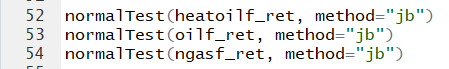 52 normalTest(heatoilf_ret, method="jb")
53 normalTest(oilf_ret, method="jb")
54 normalTest(ngasf_ret, method="jb")